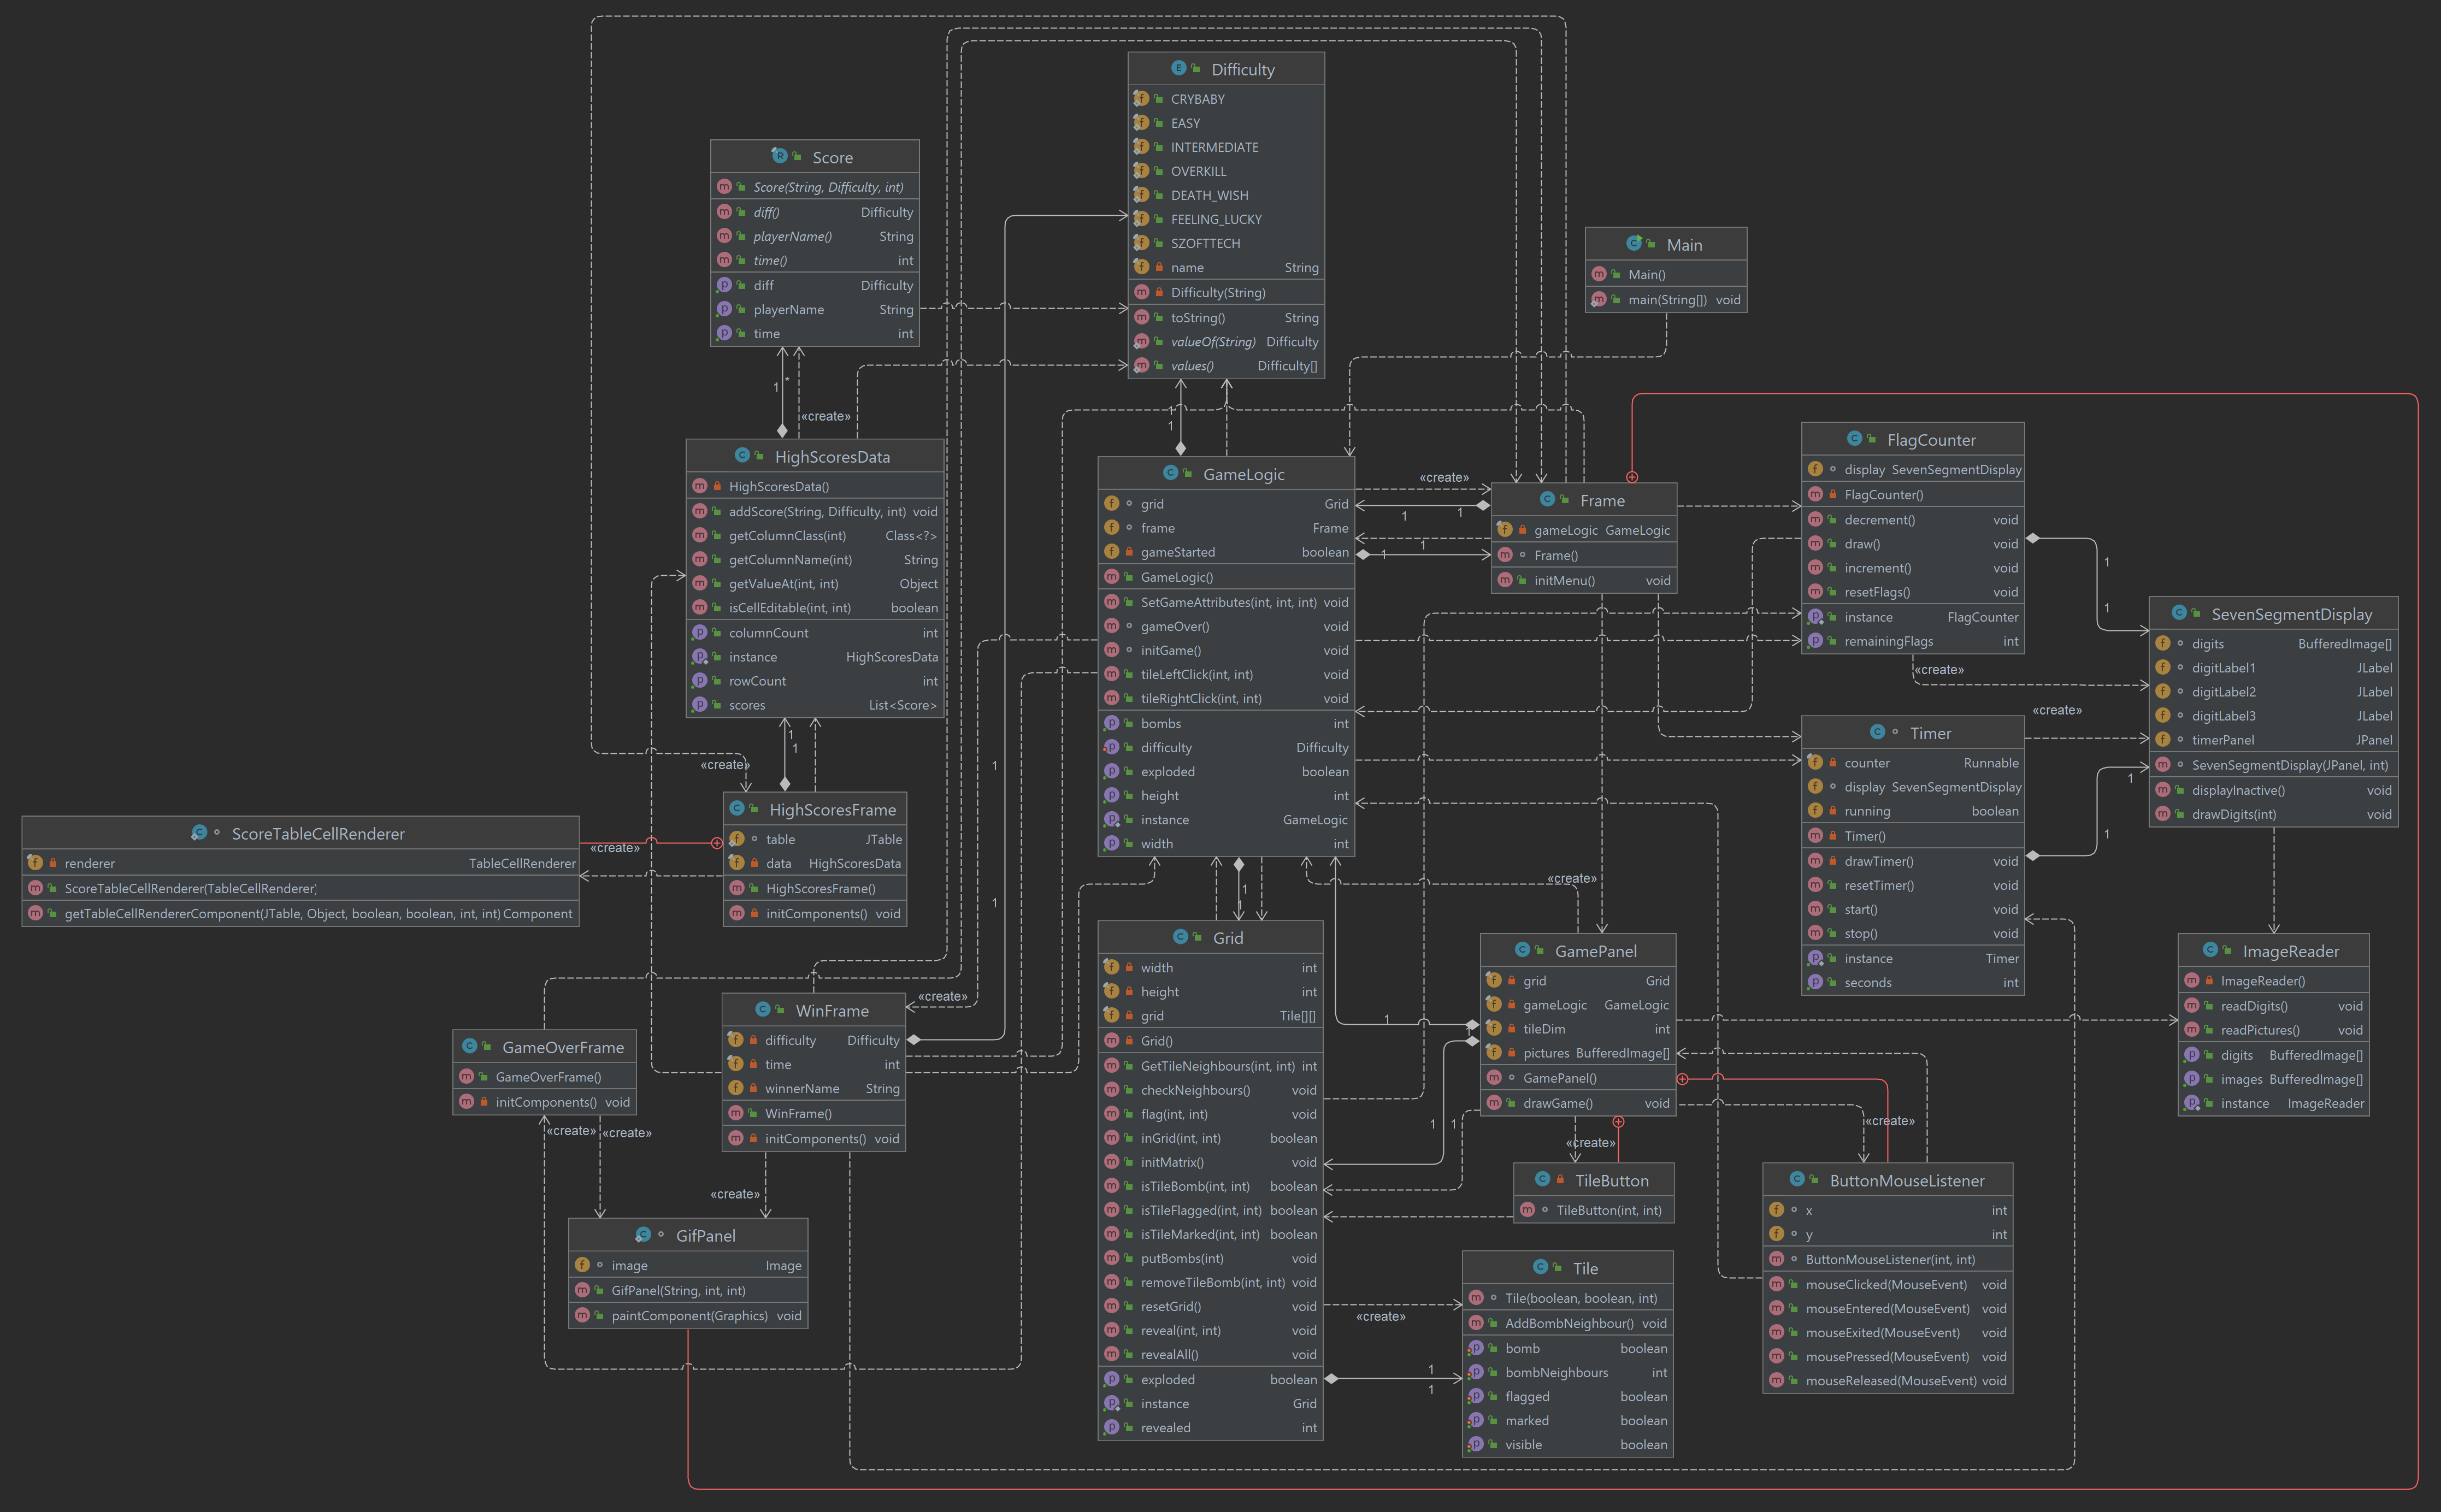 Difficulty
CRYBABY
EASY
INTERMEDIATE
OVERKILL
DEATH_WISH
FEELING_LUCKY
SZOFTTECH
name String
Difficulty(String)
toString() String
valueOf(String) Difficulty
values() Difficulty[]
Score
Score(String, Difficulty, int)
diff() Difficulty
playerName() String
time() int
diff Difficulty
playerName String
time int
Main
Main()
main(String[]) void
1 *
«create»
1
1
HighScoresData
HighScoresData()
addScore(String, Difficulty, int) void
getColumnClass(int) Class<?>
getColumnName(int) String
getValueAt(int, int) Object
isCellEditable(int, int) boolean
columnCount int
instance HighScoresData
rowCount int
scores List<Score>
GameLogic
grid Grid
frame Frame
gameStarted boolean
GameLogic()
SetGameAttributes(int, int, int) void
gameOver() void
initGame() void
tileLeftClick(int, int) void
tileRightClick(int, int) void
bombs int
difficulty Difficulty
exploded boolean
height int
instance GameLogic
width int
«create»
1 1
1
1
Frame
gameLogic GameLogic
Frame()
initMenu() void
FlagCounter
display SevenSegmentDisplay
FlagCounter()
decrement() void
draw() void
increment() void
resetFlags() void
instance FlagCounter
remainingFlags int
1
1
«create»
SevenSegmentDisplay
digits BufferedImage[]
digitLabel1 JLabel
digitLabel2 JLabel
digitLabel3 JLabel
timerPanel JPanel
SevenSegmentDisplay(JPanel, int)
displayInactive() void
drawDigits(int) void
«create»
1
1
Timer
counter Runnable
display SevenSegmentDisplay
running boolean
Timer()
drawTimer() void
resetTimer() void
start() void
stop() void
instance Timer
seconds int
1
1
«create»
1
HighScoresFrame
table JTable
data HighScoresData
HighScoresFrame()
initComponents() void
ScoreTableCellRenderer
renderer TableCellRenderer
ScoreTableCellRenderer(TableCellRenderer)
getTableCellRendererComponent(JTable, Object, boolean, boolean, int, int) Component
«create»
1
1
1
«create»
Grid
width int
height int
grid Tile[][]
Grid()
GetTileNeighbours(int, int) int
checkNeighbours() void
flag(int, int) void
inGrid(int, int) boolean
initMatrix() void
isTileBomb(int, int) boolean
isTileFlagged(int, int) boolean
isTileMarked(int, int) boolean
putBombs(int) void
removeTileBomb(int, int) void
resetGrid() void
reveal(int, int) void
revealAll() void
exploded boolean
instance Grid
revealed int
GamePanel
grid Grid
gameLogic GameLogic
tileDim int
pictures BufferedImage[]
GamePanel()
drawGame() void
1
1 1
ImageReader
ImageReader()
readDigits() void
readPictures() void
digits BufferedImage[]
images BufferedImage[]
instance ImageReader
«create»
WinFrame
difficulty Difficulty
time int
winnerName String
WinFrame()
initComponents() void
GameOverFrame
GameOverFrame()
initComponents() void
«create» «create»
«create»
GifPanel
image Image
GifPanel(String, int, int)
paintComponent(Graphics) void
«create»
«create»
TileButton
TileButton(int, int)
ButtonMouseListener
x int
y int
ButtonMouseListener(int, int)
mouseClicked(MouseEvent) void
mouseEntered(MouseEvent) void
mouseExited(MouseEvent) void
mousePressed(MouseEvent) void
mouseReleased(MouseEvent) void
«create»
1
1
Tile
Tile(boolean, boolean, int)
AddBombNeighbour() void
bomb boolean
bombNeighbours int
flagged boolean
marked boolean
visible boolean